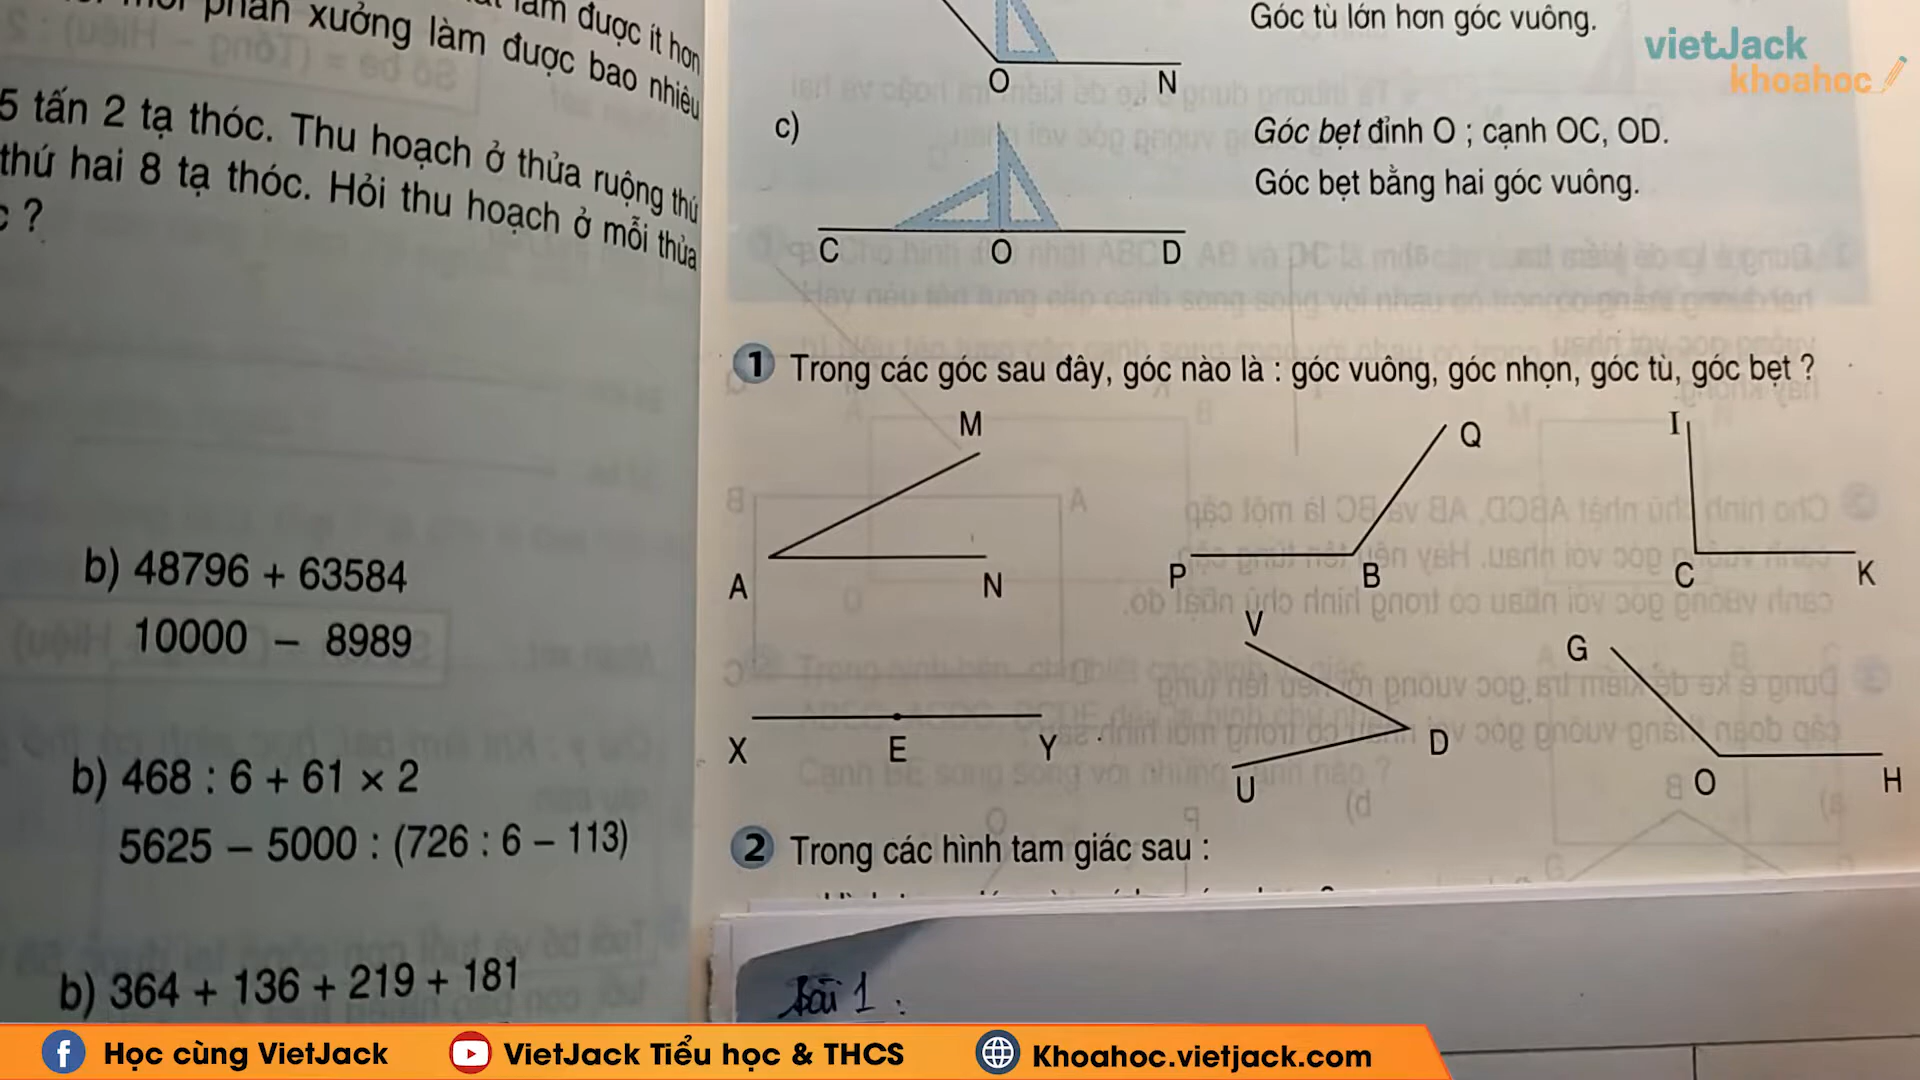 làm được ít hơn
phân xưởng làm được bao nhiêu
5 tấn 2 tạ thóc. Thu hoạch ở thửa ruộng thứ
thứ hai 8 tạ thóc. Hỏi thu hoạch ở mỗi thửa
?
b) 48796 + 63584
10000 – 8989
b) 468 : 6 + 61 × 2
5625 – 5000 : (726 : 6 – 113)
b) 364 + 136 + 219 + 181
Góc tù lớn hơn góc vuông.
vietJack
khoahoc
O N
c)
Góc bẹt đỉnh O ; cạnh OC, OD.
Góc bẹt bằng hai góc vuông.
C O D
1 Trong các góc sau đây, góc nào là : góc vuông, góc nhọn, góc tù, góc bẹt ?
M Q I
A N P B C K
V G
X E Y U D O H
2 Trong các hình tam giác sau :
Bài 1 :
Học cùng VietJack
VietJack Tiểu học & THCS
Khoahoc.vietjack.com